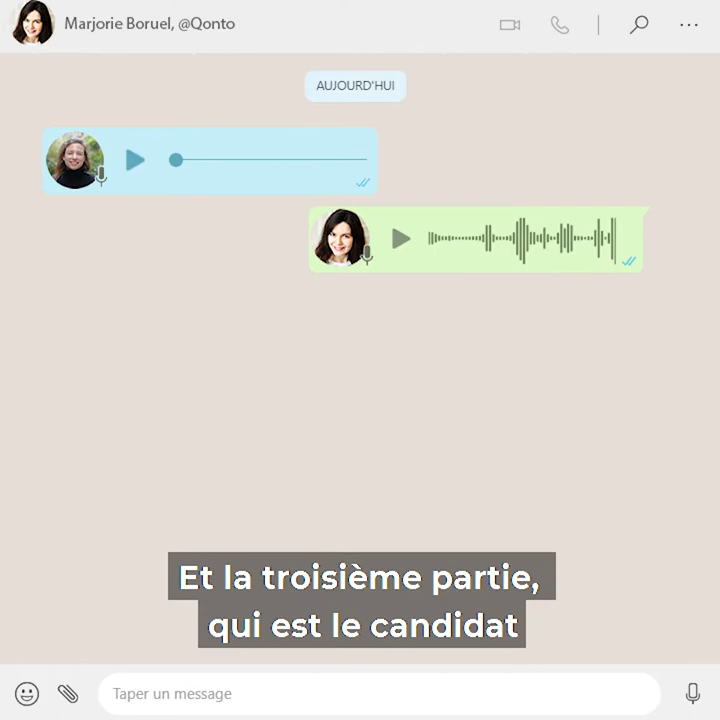 Marjorie Boruel, @Qonto
AUJOURD'HUI
Et la troisième partie,
qui est le candidat
Taper un message